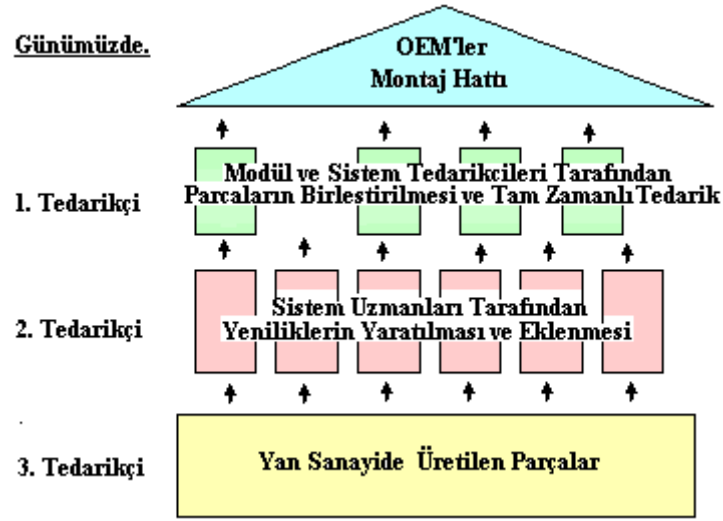 Günümüzde.
OEM'ler
Montaj Hattı
1. Tedarikçi
Modül ve Sistem Tedarikcileri Tarafından
Parcaların Birlestirilmesi ve Tam Zamanlı Tedarik
2. Tedarikçi
Sistem Uzmanları Tarafından
Yeniliklerin Yaratılması ve Eklenmesi
3. Tedarikçi
Yan Sanayide Üretilen Parçalar